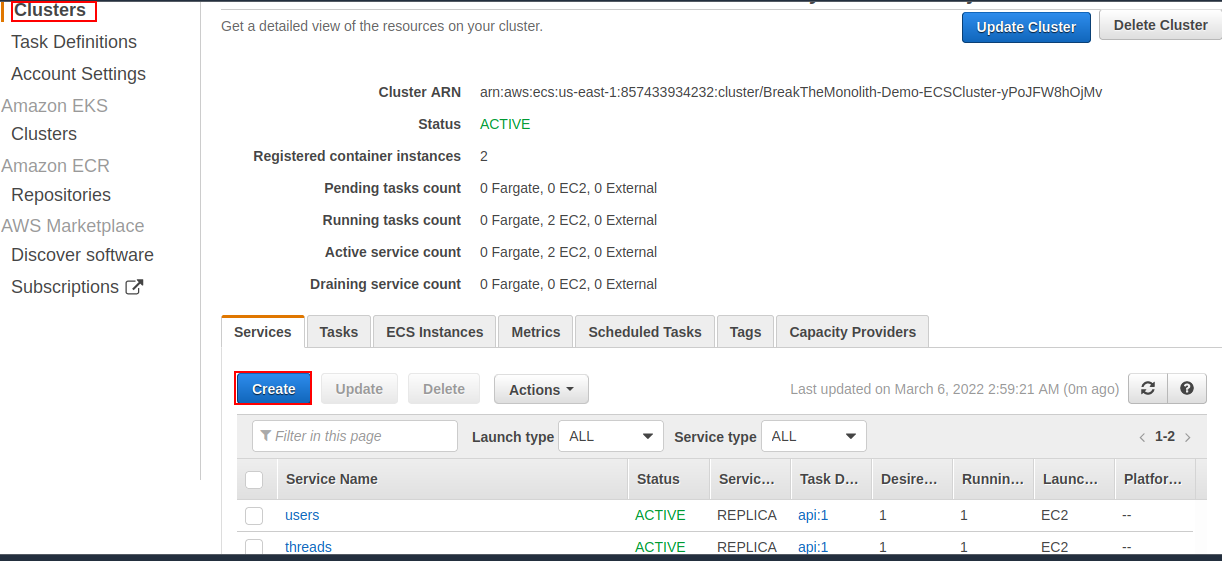 Clusters
Task Definitions
Account Settings
Amazon EKS
Clusters
Amazon ECR
Repositories
AWS Marketplace
Discover software
Subscriptions
Get a detailed view of the resources on your cluster.
Update Cluster
Delete Cluster
Cluster ARN arn:aws:ecs:us-east-1:857433934232:cluster/BreakTheMonolith-Demo-ECSCluster-yPoJFW8hOjMv
Status ACTIVE
Registered container instances 2
Pending tasks count 0 Fargate, 0 EC2, 0 External
Running tasks count 0 Fargate, 2 EC2, 0 External
Active service count 0 Fargate, 2 EC2, 0 External
Draining service count 0 Fargate, 0 EC2, 0 External
Services Tasks ECS Instances Metrics Scheduled Tasks Tags Capacity Providers
Create Update Delete Actions Last updated on March 6, 2022 2:59:21 AM (0m ago)
Filter in this page Launch type ALL Service type ALL < 1-2 >
Service Name Status Servic... Task D... Desire... Runnin... Launc... Platfor...
users ACTIVE REPLICA api:1 1 1 EC2 --
threads ACTIVE REPLICA api:1 1 1 EC2 --